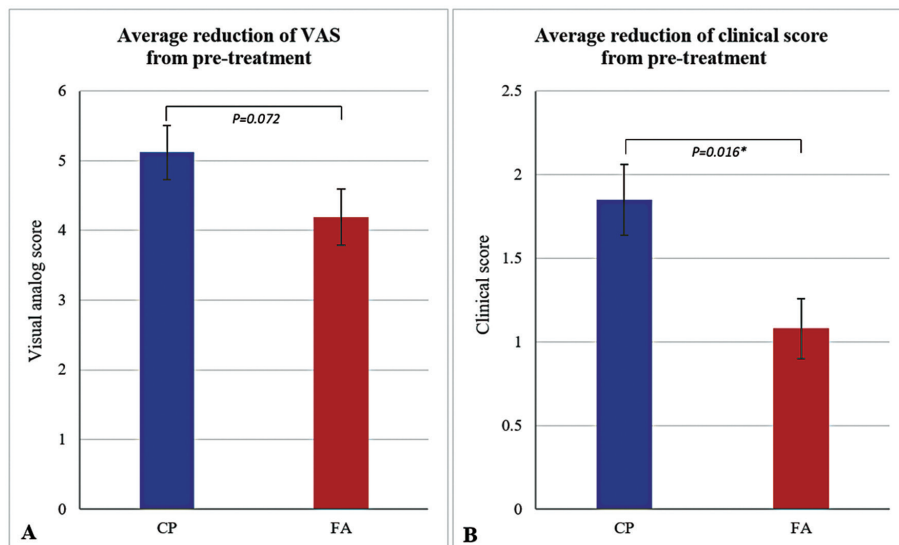 Average reduction of VAS
from pre-treatment
6
5
4
3
2
1
0
Visual analog score
P=0.072
CP
FA
A
Average reduction of clinical score
from pre-treatment
2.5
2
1.5
1
0.5
0
Clinical score
P=0.016*
CP
FA
B